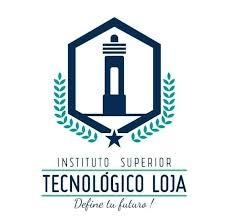 INSTITUTO SUPERIOR
TECNOLÓGICO LOJA
Define tu futuro !